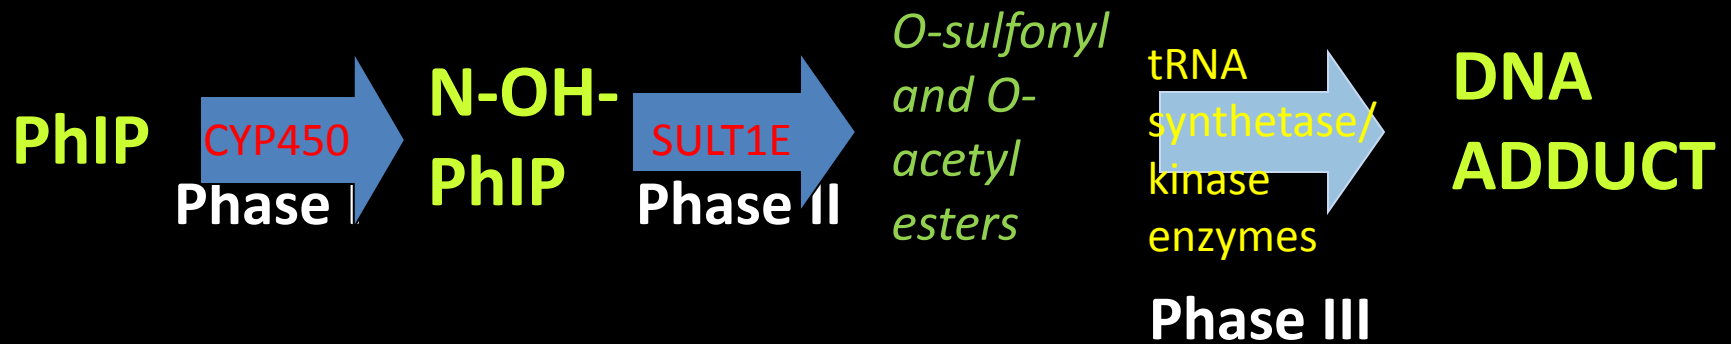 PhIP
CYP450
Phase I
N-OH-
PhIP
SULT1E
Phase II
O-sulfonyl
and O-
acetyl
esters
tRNA
synthetase/
kinase
enzymes
Phase III
DNA
ADDUCT